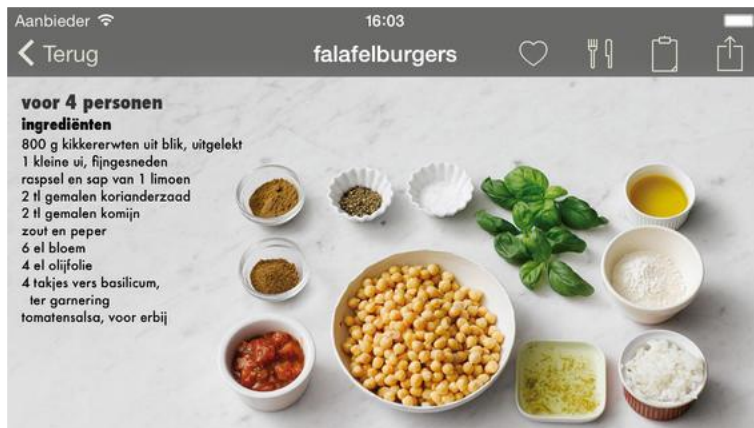 Aanbieder 16:03
Terug falafelburgers
voor 4 personen
ingrediënten
800 g kikkererwten uit blik, uitgelekt
1 kleine ui, fijngesneden
raspsel en sap van 1 limoen
2 tl gemalen korianderzaad
2 tl gemalen komijn
zout en peper
6 el bloem
4 el olijfolie
4 takjes vers basilicum,
ter garnering
tomatensalsa, voor erbij